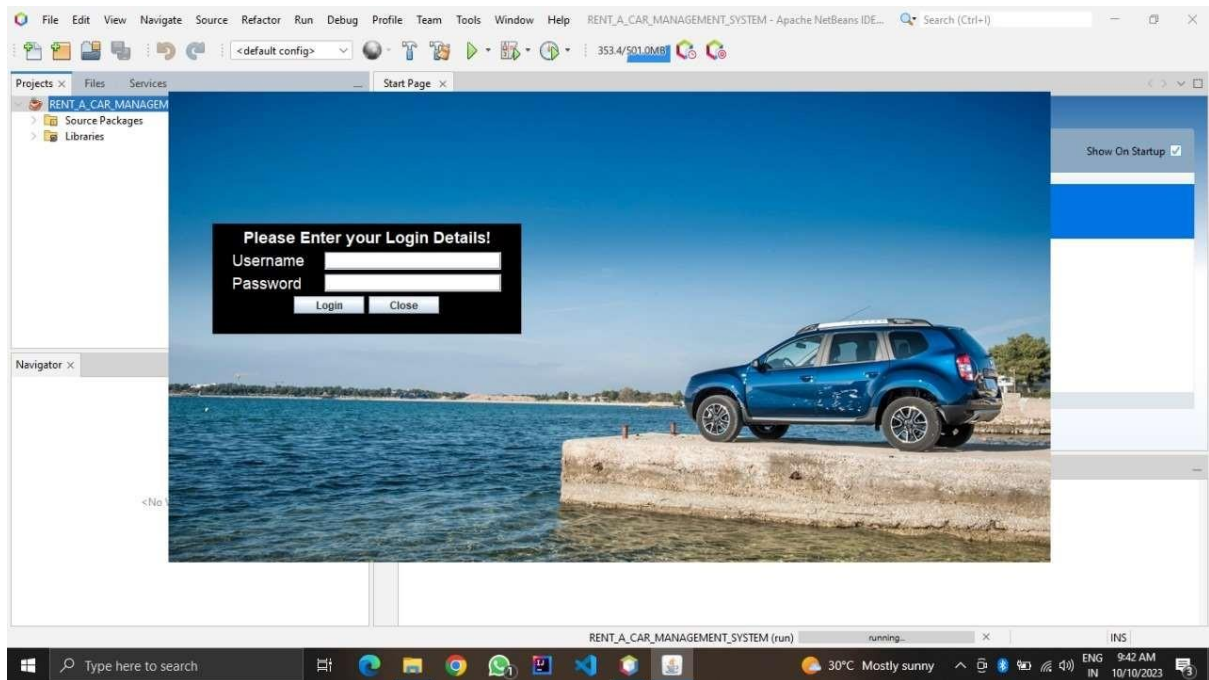 File Edit View Navigate Source Refactor Run Debug Profile Team Tools Window Help RENT_A_CAR_MANAGEMENT_SYSTEM - Apache NetBeans IDE... Search (Ctrl+I)
<default config> 353.4/501.0MB
Projects Files Services Start Page
RENT_A_CAR_MANAGEM
Source Packages
Libraries
Show On Startup
Please Enter your Login Details!
Username
Password
Login Close
Navigator
<No
RENT_A_CAR_MANAGEMENT_SYSTEM (run) running... INS
Type here to search 30°C Mostly sunny ENG 9:42 AM
IN 10/10/2023